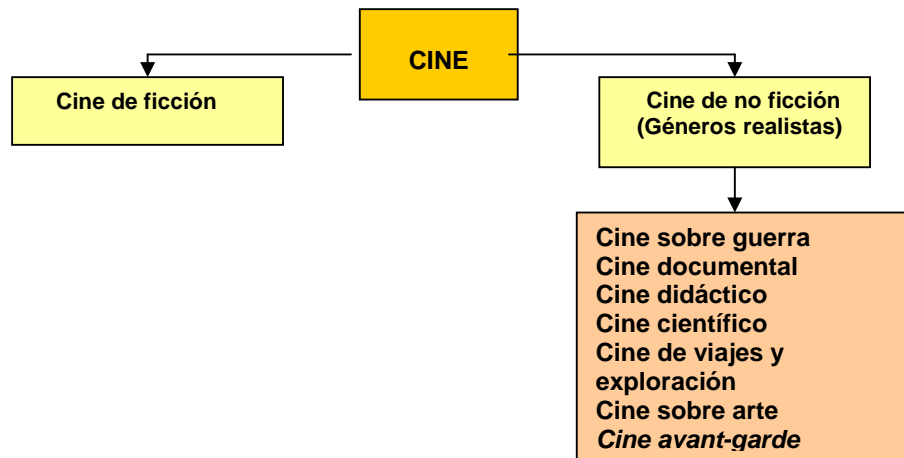 CINE
Cine de ficción
Cine de no ficción
(Géneros realistas)
Cine sobre guerra
Cine documental
Cine didáctico
Cine científico
Cine de viajes y
exploración
Cine sobre arte
Cine avant-garde